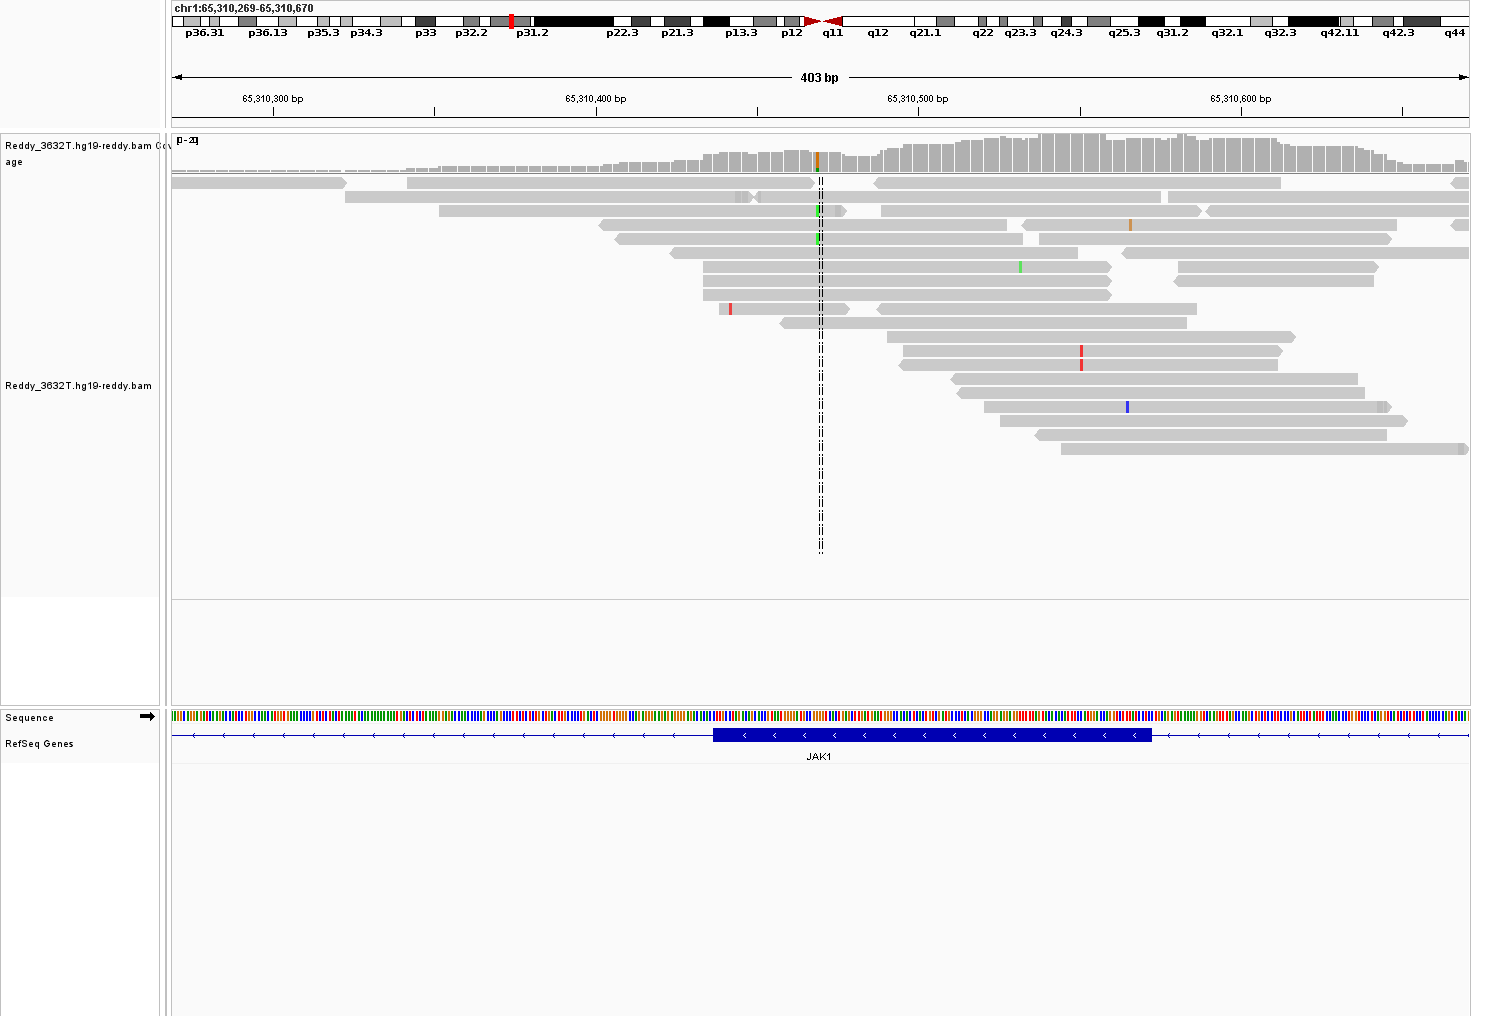 chr1:65,310,269-65,310,670
p36.31 p36.13 p35.3 p34.3 p33 p32.2 p31.2 p22.3 p21.3 p13.3 p12 q11 q12 q21.1 q22 q23.3 q24.3 q25.3 q31.2 q32.1 q32.3 q42.11 q42.3 q44
403 bp
65,310,300 bp 65,310,400 bp 65,310,500 bp 65,310,600 bp
Reddy_3632T.hg19-reddy.bam Cov
age
[0 - 20]
Reddy_3632T.hg19-reddy.bam
Sequence
RefSeq Genes
JAK1